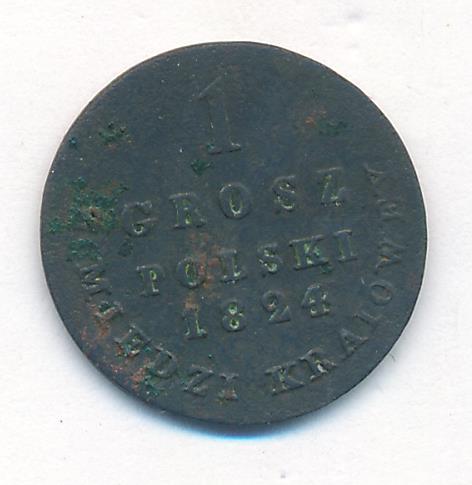 1
GROSZ
POLSKI
1824
Z MIEDZI KRAIOWEY